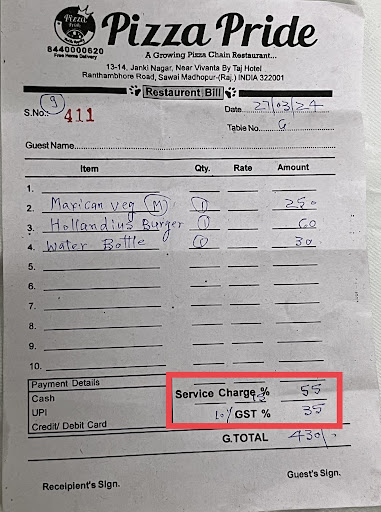 Pizza Pride
Pizza Pride
8440000620
Free Home Delivery
A Growing Pizza Chain Restaurant...
13-14, Janki Nagar, Near Vivanta By Taj Hotel
Ranthambhore Road, Sawai Madhopur-(Raj.) INDIA 322001
Restaurent Bill
S.No.: 9 411 Date 27/03/24
Table No. G
Guest Name
Item Qty. Rate Amount
1.
2. Maxican veg (M) 1 250
3. Hollandius Burger 1 60
4. Water Bottle 30
5.
6.
7.
8.
9.
10.
Payment Details
Cash Service Charge % 55
UPI 10% GST % 35
Credit/ Debit Card
G.TOTAL 430/-
Receipient's Sign. Guest's Sign.